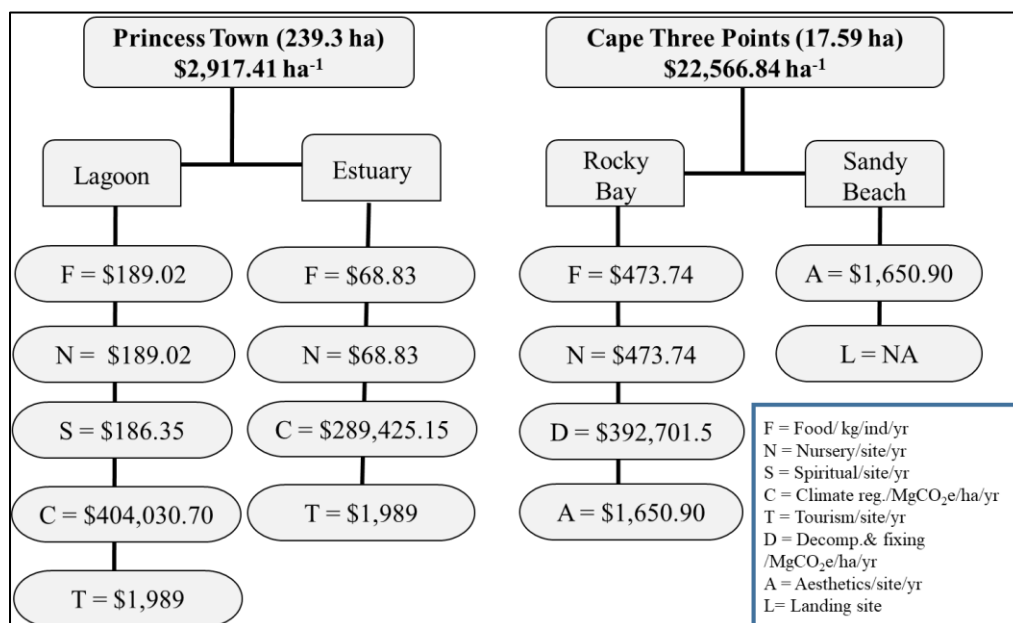 Princess Town (239.3 ha)
$2,917.41 ha⁻¹
Lagoon
F = $189.02
N = $189.02
S = $186.35
C = $404,030.70
T = $1,989
Estuary
F = $68.83
N = $68.83
C = $289,425.15
T = $1,989
Cape Three Points (17.59 ha)
$22,566.84 ha⁻¹
Rocky
Bay
F = $473.74
N = $473.74
D = $392,701.5
A = $1,650.90
Sandy
Beach
A = $1,650.90
L = NA
F = Food/ kg/ind/yr
N = Nursery/site/yr
S = Spiritual/site/yr
C = Climate reg./MgCO₂e/ha/yr
T = Tourism/site/yr
D = Decomp.& fixing
/MgCO₂e/ha/yr
A = Aesthetics/site/yr
L= Landing site